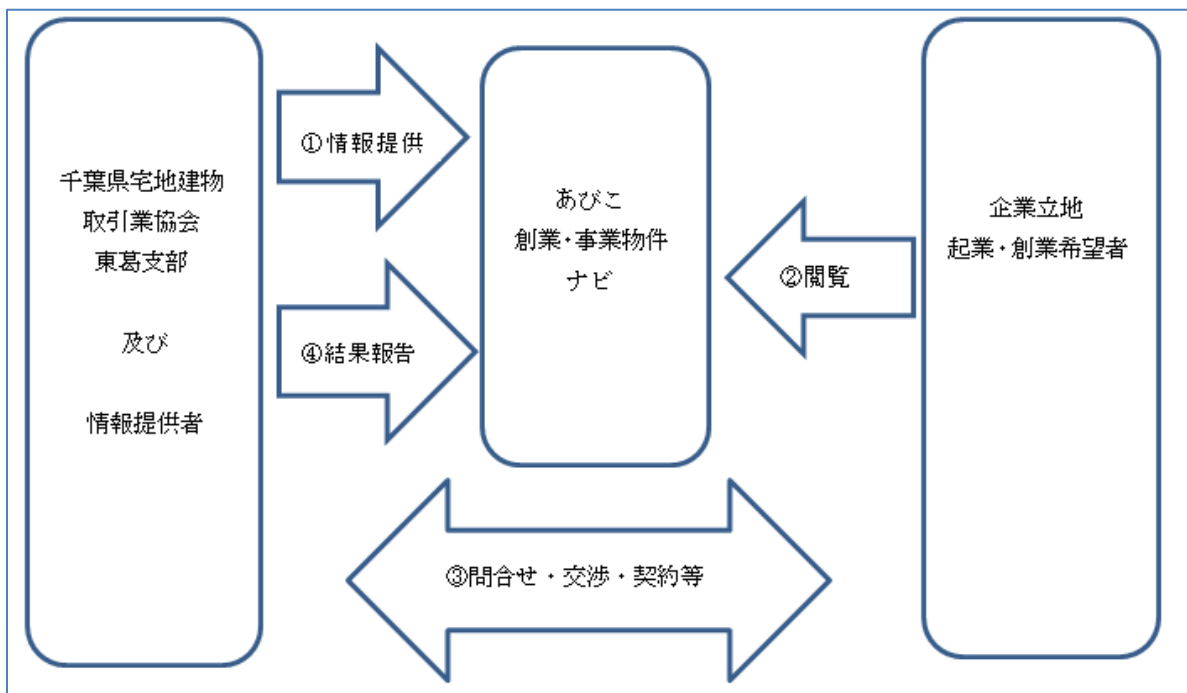 千葉県宅地建物
取引業協会
東葛支部
及び
情報提供者
①情報提供
④結果報告
あびこ
創業・事業物件
ナビ
②閲覧
企業立地
起業・創業希望者
③問合せ・交渉・契約等